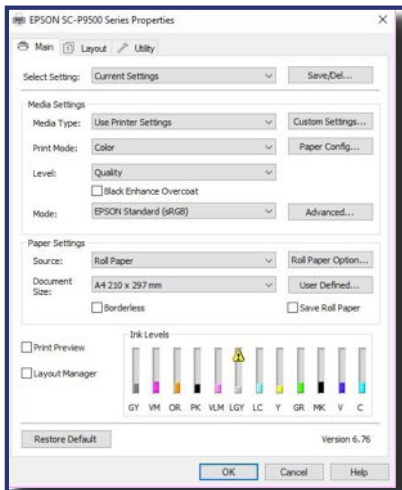 EPSON SC-P9500 Series Properties
Main Layout Utility
Select Setting: Current Settings Save/Del...
Media Settings
Media Type: Use Printer Settings Custom Settings...
Print Mode: Color Paper Config...
Level: Quality
Black Enhance Overcoat
Mode: EPSON Standard (sRGB) Advanced...
Paper Settings
Source: Roll Paper Roll Paper Option...
Document Size: A4 210 x 297 mm User Defined...
Borderless Save Roll Paper
Print Preview
Layout Manager
Ink Levels
GY VM OR PK VLM LGY LC Y GR MK V C
Restore Default Version 6.76
OK Cancel Help